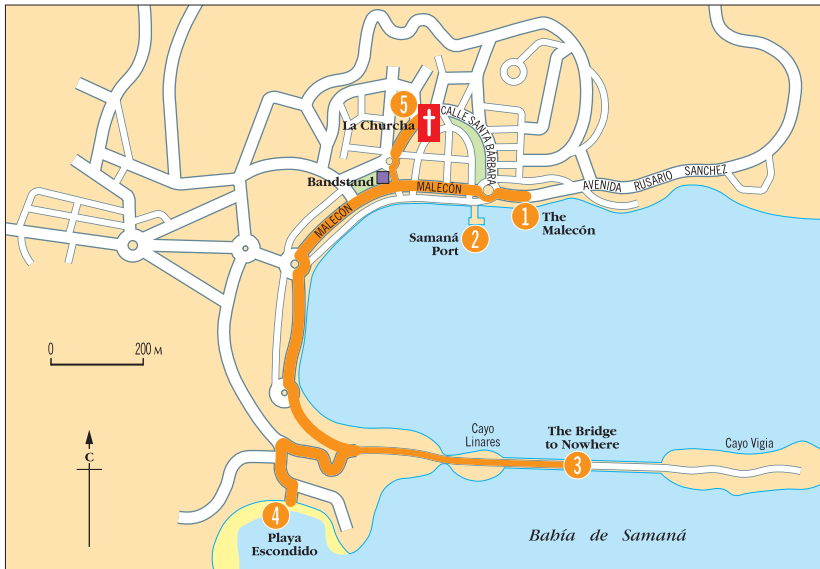 5
La Churcha
CALLE SANTA BARBARA
Bandstand
MALECÓN
AVENIDA RUSARIO SANCHEZ
MALECÓN
1
The
Malecón
2
Samaná
Port
0 200 M
C
Cayo
Linares
The Bridge
to Nowhere
3
Cayo Vigia
4
Playa
Escondido
Bahía de Samaná